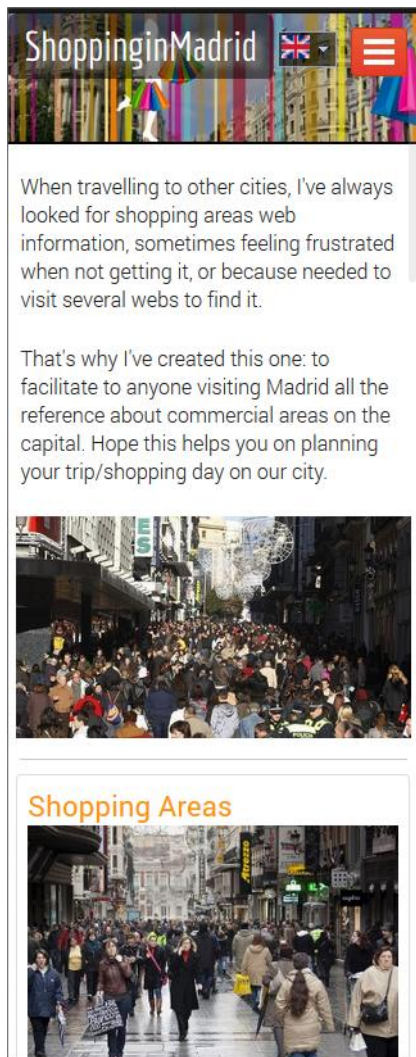 ShoppinginMadrid
When travelling to other cities, I've always
looked for shopping areas web
information, sometimes feeling frustrated
when not getting it, or because needed to
visit several webs to find it.
That's why I've created this one: to
facilitate to anyone visiting Madrid all the
reference about commercial areas on the
capital. Hope this helps you on planning
your trip/shopping day on our city.
ES
POLICIA
Shopping Areas
Atrezzo